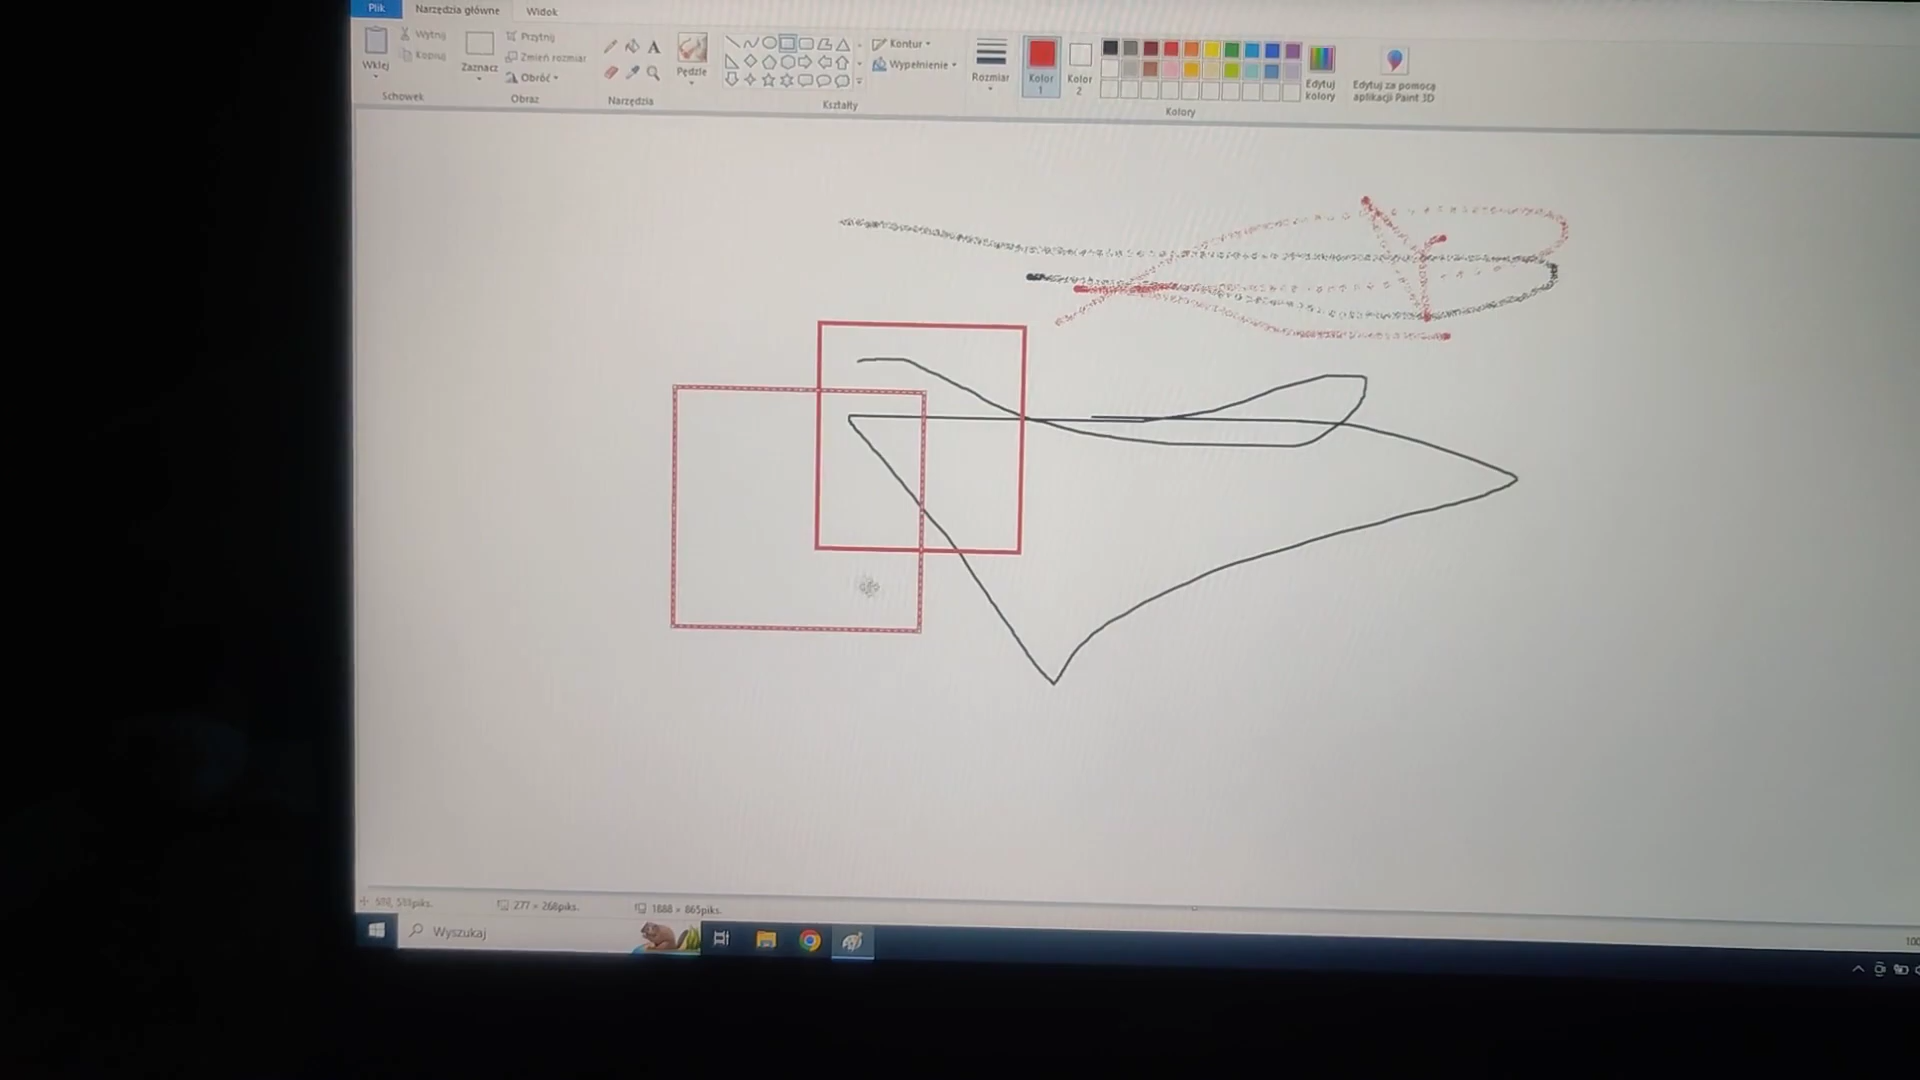 Plik Narzędzia główne Widok
Wklej
Wytnij
Kopiuj
Schowek
Zaznacz
Przytnij
Zmień rozmiar
Obróć
Obraz
A
Narzędzia
Pędzle
Kształty
Kontur
Wypełnienie
Rozmiar
Kolor
1
Kolor
2
Kolory
Edytuj
kolory
Edytuj za pomocą
aplikacji Paint 3D
277 × 268piks.
1888 × 865piks.
100
Wyszukaj